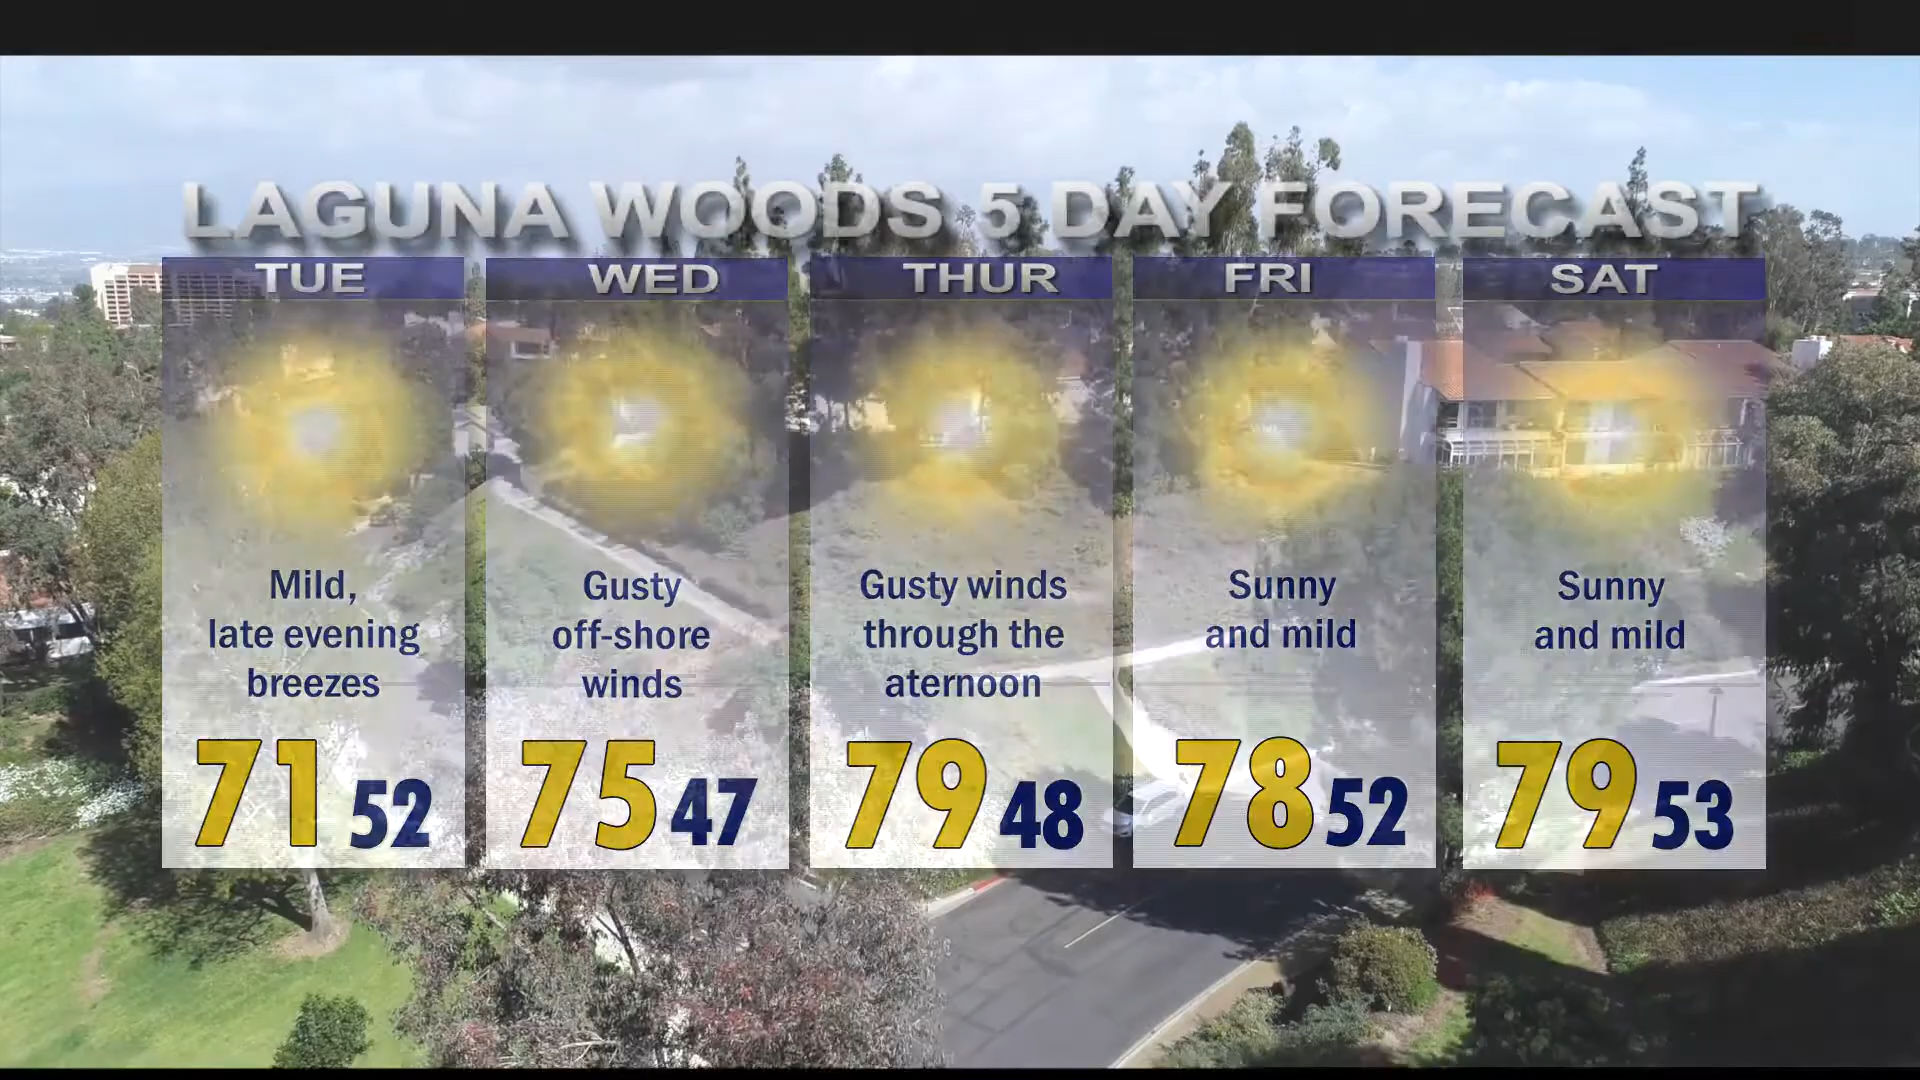 LAGUNA WOODS 5 DAY FORECAST
TUE
Mild,
late evening
breezes
71 52
WED
Gusty
off-shore
winds
75 47
THUR
Gusty winds
through the
aternoon
79 48
FRI
Sunny
and mild
78 52
SAT
Sunny
and mild
79 53